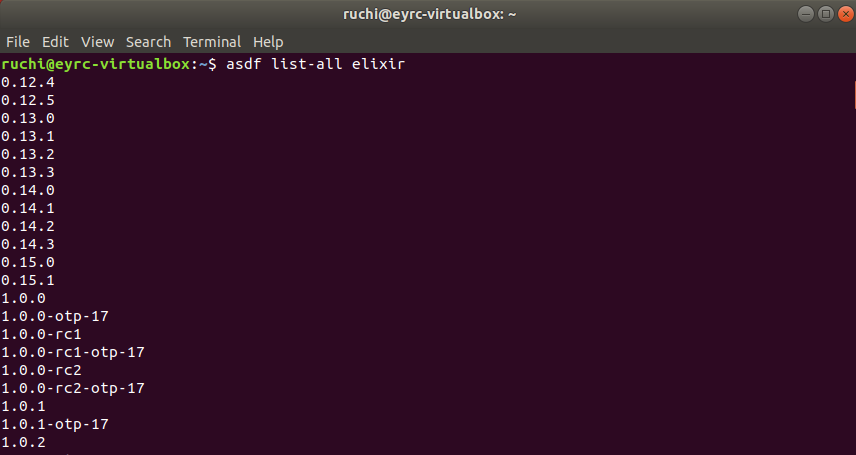 ruchi@eyrc-virtualbox: ~
File Edit View Search Terminal Help
ruchi@eyrc-virtualbox:~$ asdf list-all elixir
0.12.4
0.12.5
0.13.0
0.13.1
0.13.2
0.13.3
0.14.0
0.14.1
0.14.2
0.14.3
0.15.0
0.15.1
1.0.0
1.0.0-otp-17
1.0.0-rc1
1.0.0-rc1-otp-17
1.0.0-rc2
1.0.0-rc2-otp-17
1.0.1
1.0.1-otp-17
1.0.2